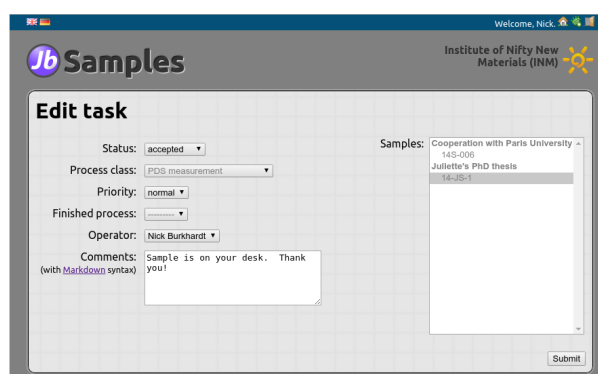 Welcome, Nick.
Jb Samples
Institute of Nifty New
Materials (INM)
Edit task
Status: accepted
Process class: PDS measurement
Priority: normal
Finished process: ---------
Operator: Nick Burkhardt
Comments:
(with Markdown syntax)
Sample is on your desk.  Thank
you!
Samples:
Cooperation with Paris University
14S-006
Juliette's PhD thesis
14-JS-1
Submit